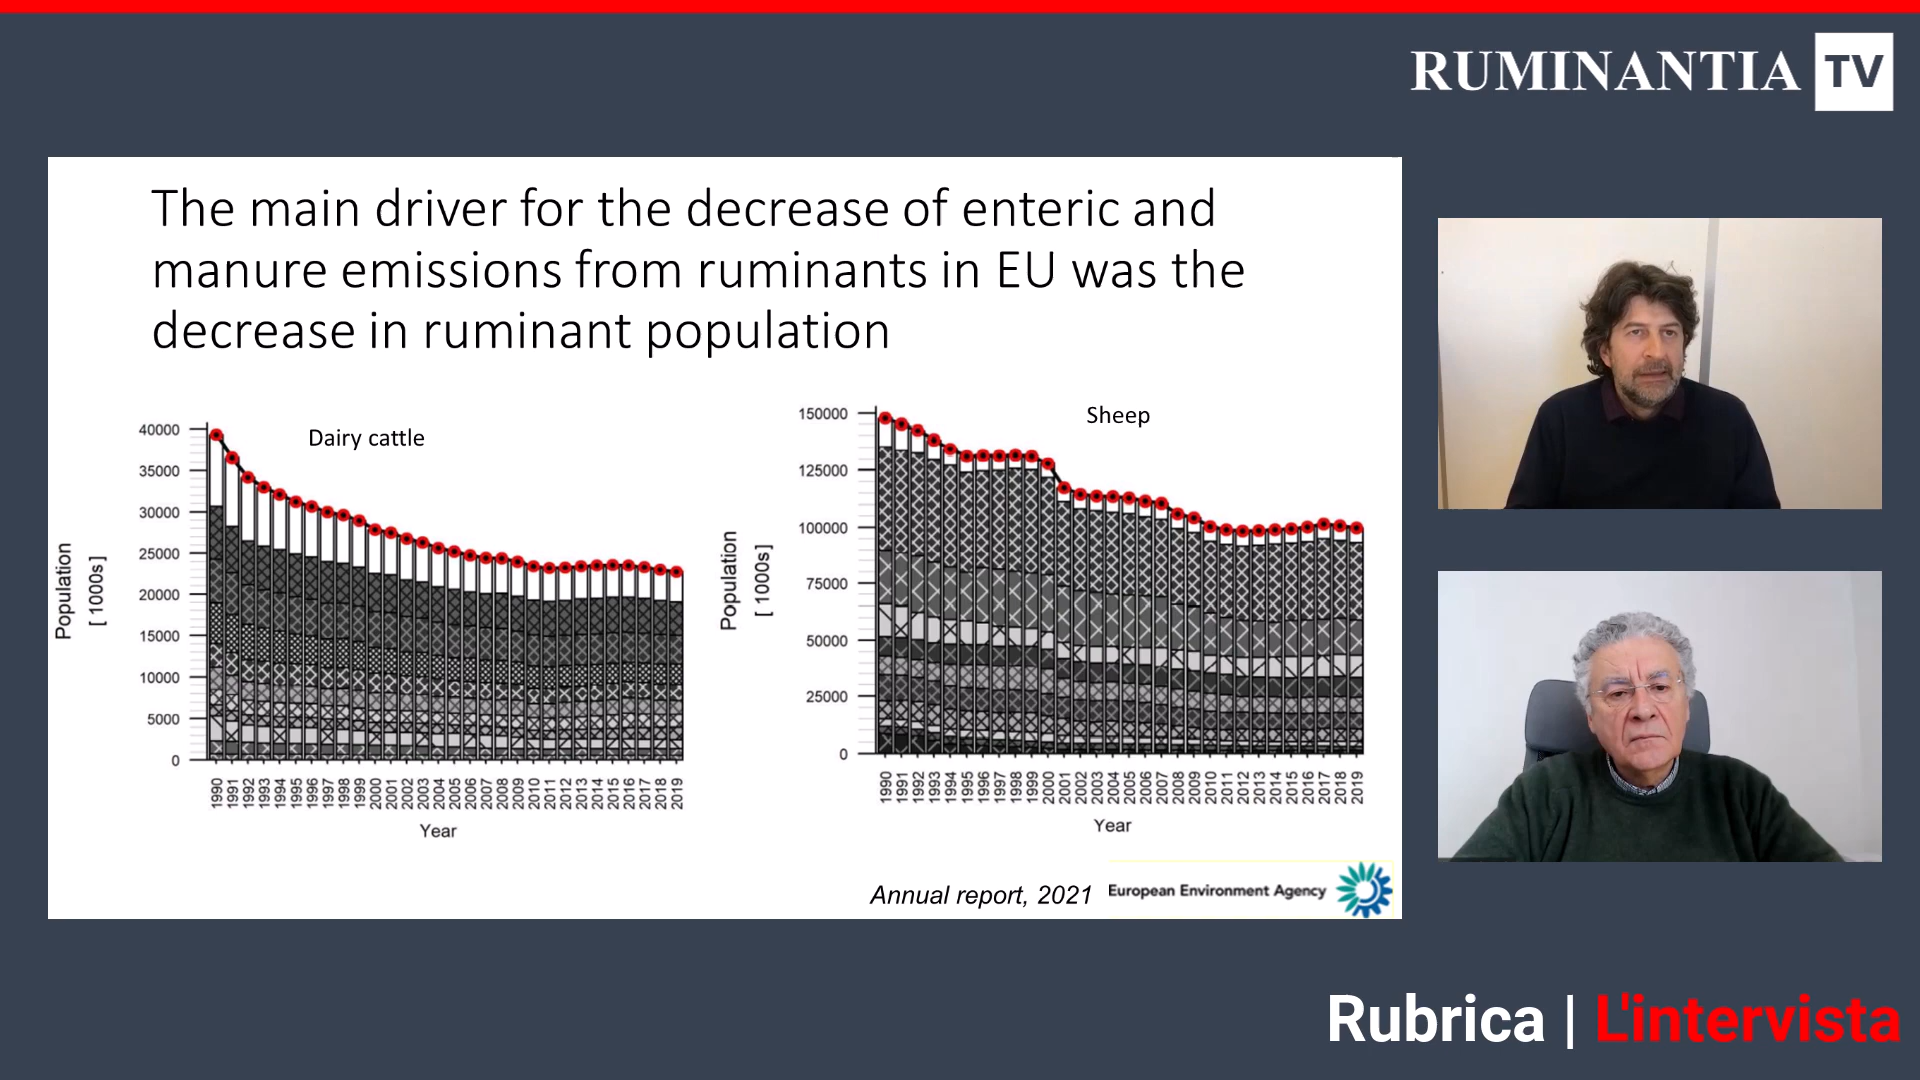 RUMINANTIA TV
The main driver for the decrease of enteric and
manure emissions from ruminants in EU was the
decrease in ruminant population
Dairy cattle
Population
[ 1000s]
40000
35000
30000
25000
20000
15000
10000
5000
0
1990 1991 1992 1993 1994 1995 1996 1997 1998 1999 2000 2001 2002 2003 2004 2005 2006 2007 2008 2009 2010 2011 2012 2013 2014 2015 2016 2017 2018 2019
Year
Sheep
Population
[ 1000s]
150000
125000
100000
75000
50000
25000
0
1990 1991 1992 1993 1994 1995 1996 1997 1998 1999 2000 2001 2002 2003 2004 2005 2006 2007 2008 2009 2010 2011 2012 2013 2014 2015 2016 2017 2018 2019
Year
Annual report, 2021 European Environment Agency
Rubrica | L'intervista